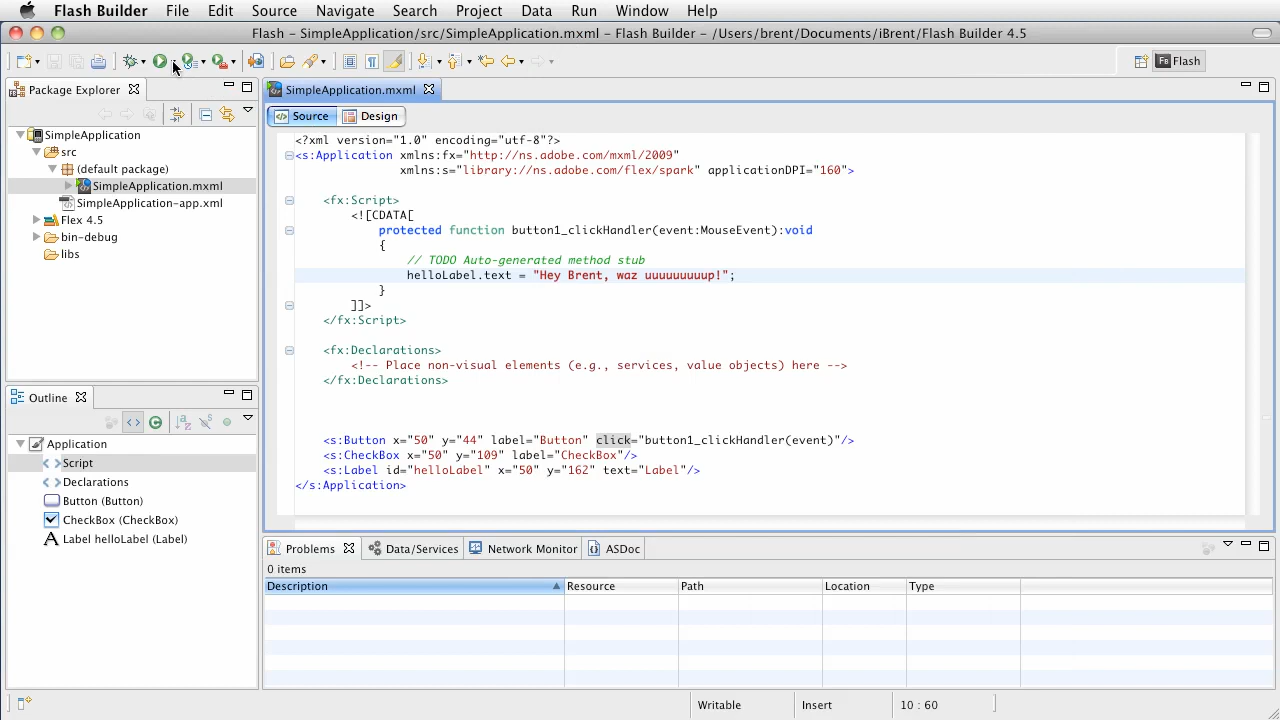 Flash Builder File Edit Source Navigate Search Project Data Run Window Help
Flash - SimpleApplication/src/SimpleApplication.mxml - Flash Builder - /Users/brent/Documents/iBrent/Flash Builder 4.5
Fb Flash
Package Explorer
SimpleApplication
src
(default package)
SimpleApplication.mxml
SimpleApplication-app.xml
Flex 4.5
bin-debug
libs
Outline
Application
Script
Declarations
Button (Button)
CheckBox (CheckBox)
Label helloLabel (Label)
SimpleApplication.mxml
Source Design
<?xml version="1.0" encoding="utf-8"?>
<s:Application xmlns:fx="http://ns.adobe.com/mxml/2009"
xmlns:s="library://ns.adobe.com/flex/spark" applicationDPI="160">
<fx:Script>
<![CDATA[
protected function button1_clickHandler(event:MouseEvent):void
{
// TODO Auto-generated method stub
helloLabel.text = "Hey Brent, waz uuuuuuuuup!";
}
]]>
</fx:Script>
<fx:Declarations>
<!-- Place non-visual elements (e.g., services, value objects) here -->
</fx:Declarations>
<s:Button x="50" y="44" label="Button" click="button1_clickHandler(event)"/>
<s:CheckBox x="50" y="109" label="CheckBox"/>
<s:Label id="helloLabel" x="50" y="162" text="Label"/>
</s:Application>
Problems Data/Services Network Monitor ASDoc
0 items
Description Resource Path Location Type
Writable Insert 10 : 60